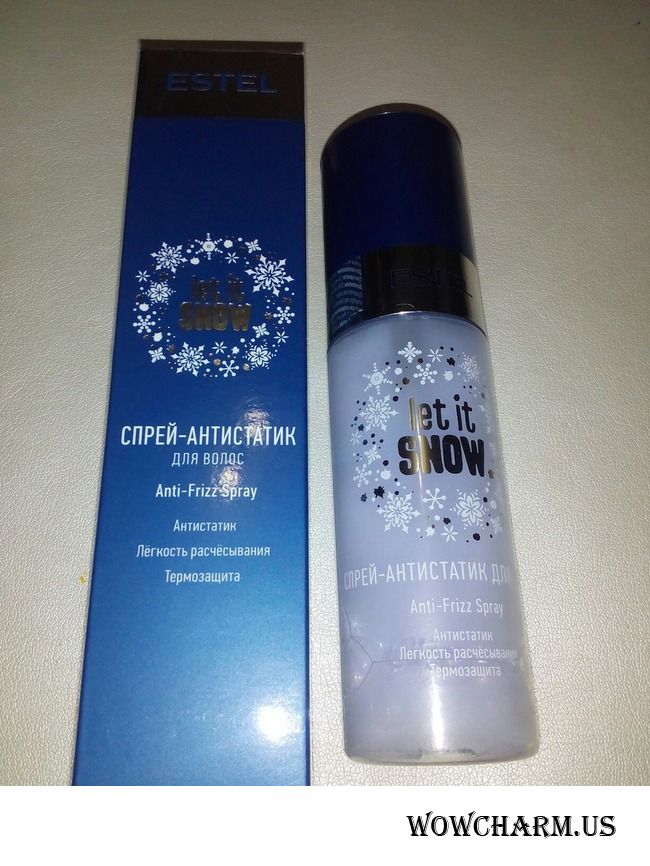 ESTEL
let it
SNOW
СПРЕЙ-АНТИСТАТИК
ДЛЯ ВОЛОС
Anti-Frizz Spray
Антистатик
Лёгкость расчёсывания
Термозащита
ESTEL
let it
SNOW
СПРЕЙ-АНТИСТАТИК ДЛЯ
Anti-Frizz Spray
Антистатик
Легкость расчёсывания
Термозащита
WOWCHARM.US